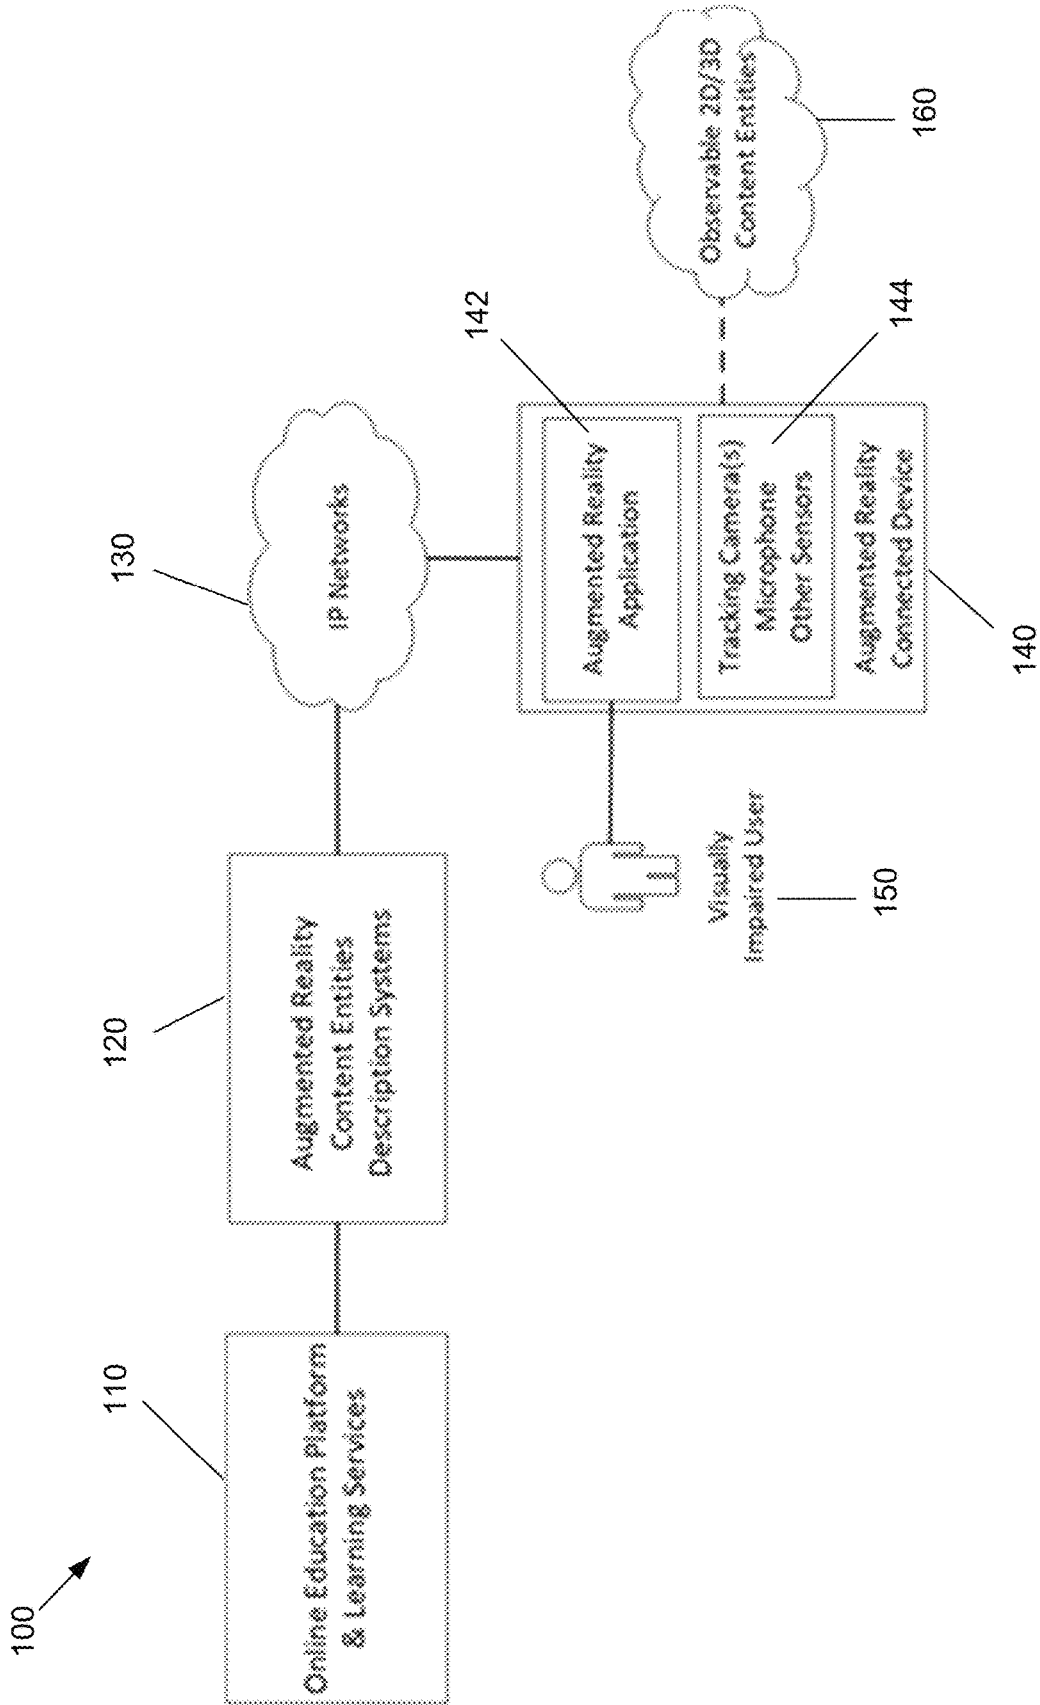 100
110
Online Education Platform
& Learning Services
120
Augmented Reality
Content Entities
Description Systems
130
IP Networks
142
Augmented Reality
Application
144
Tracking Camera(s)
Microphone
Other Sensors
Augmented Reality
Connected Device
140
Visually
Impaired User
150
Observable 2D/3D
Content Entities
160